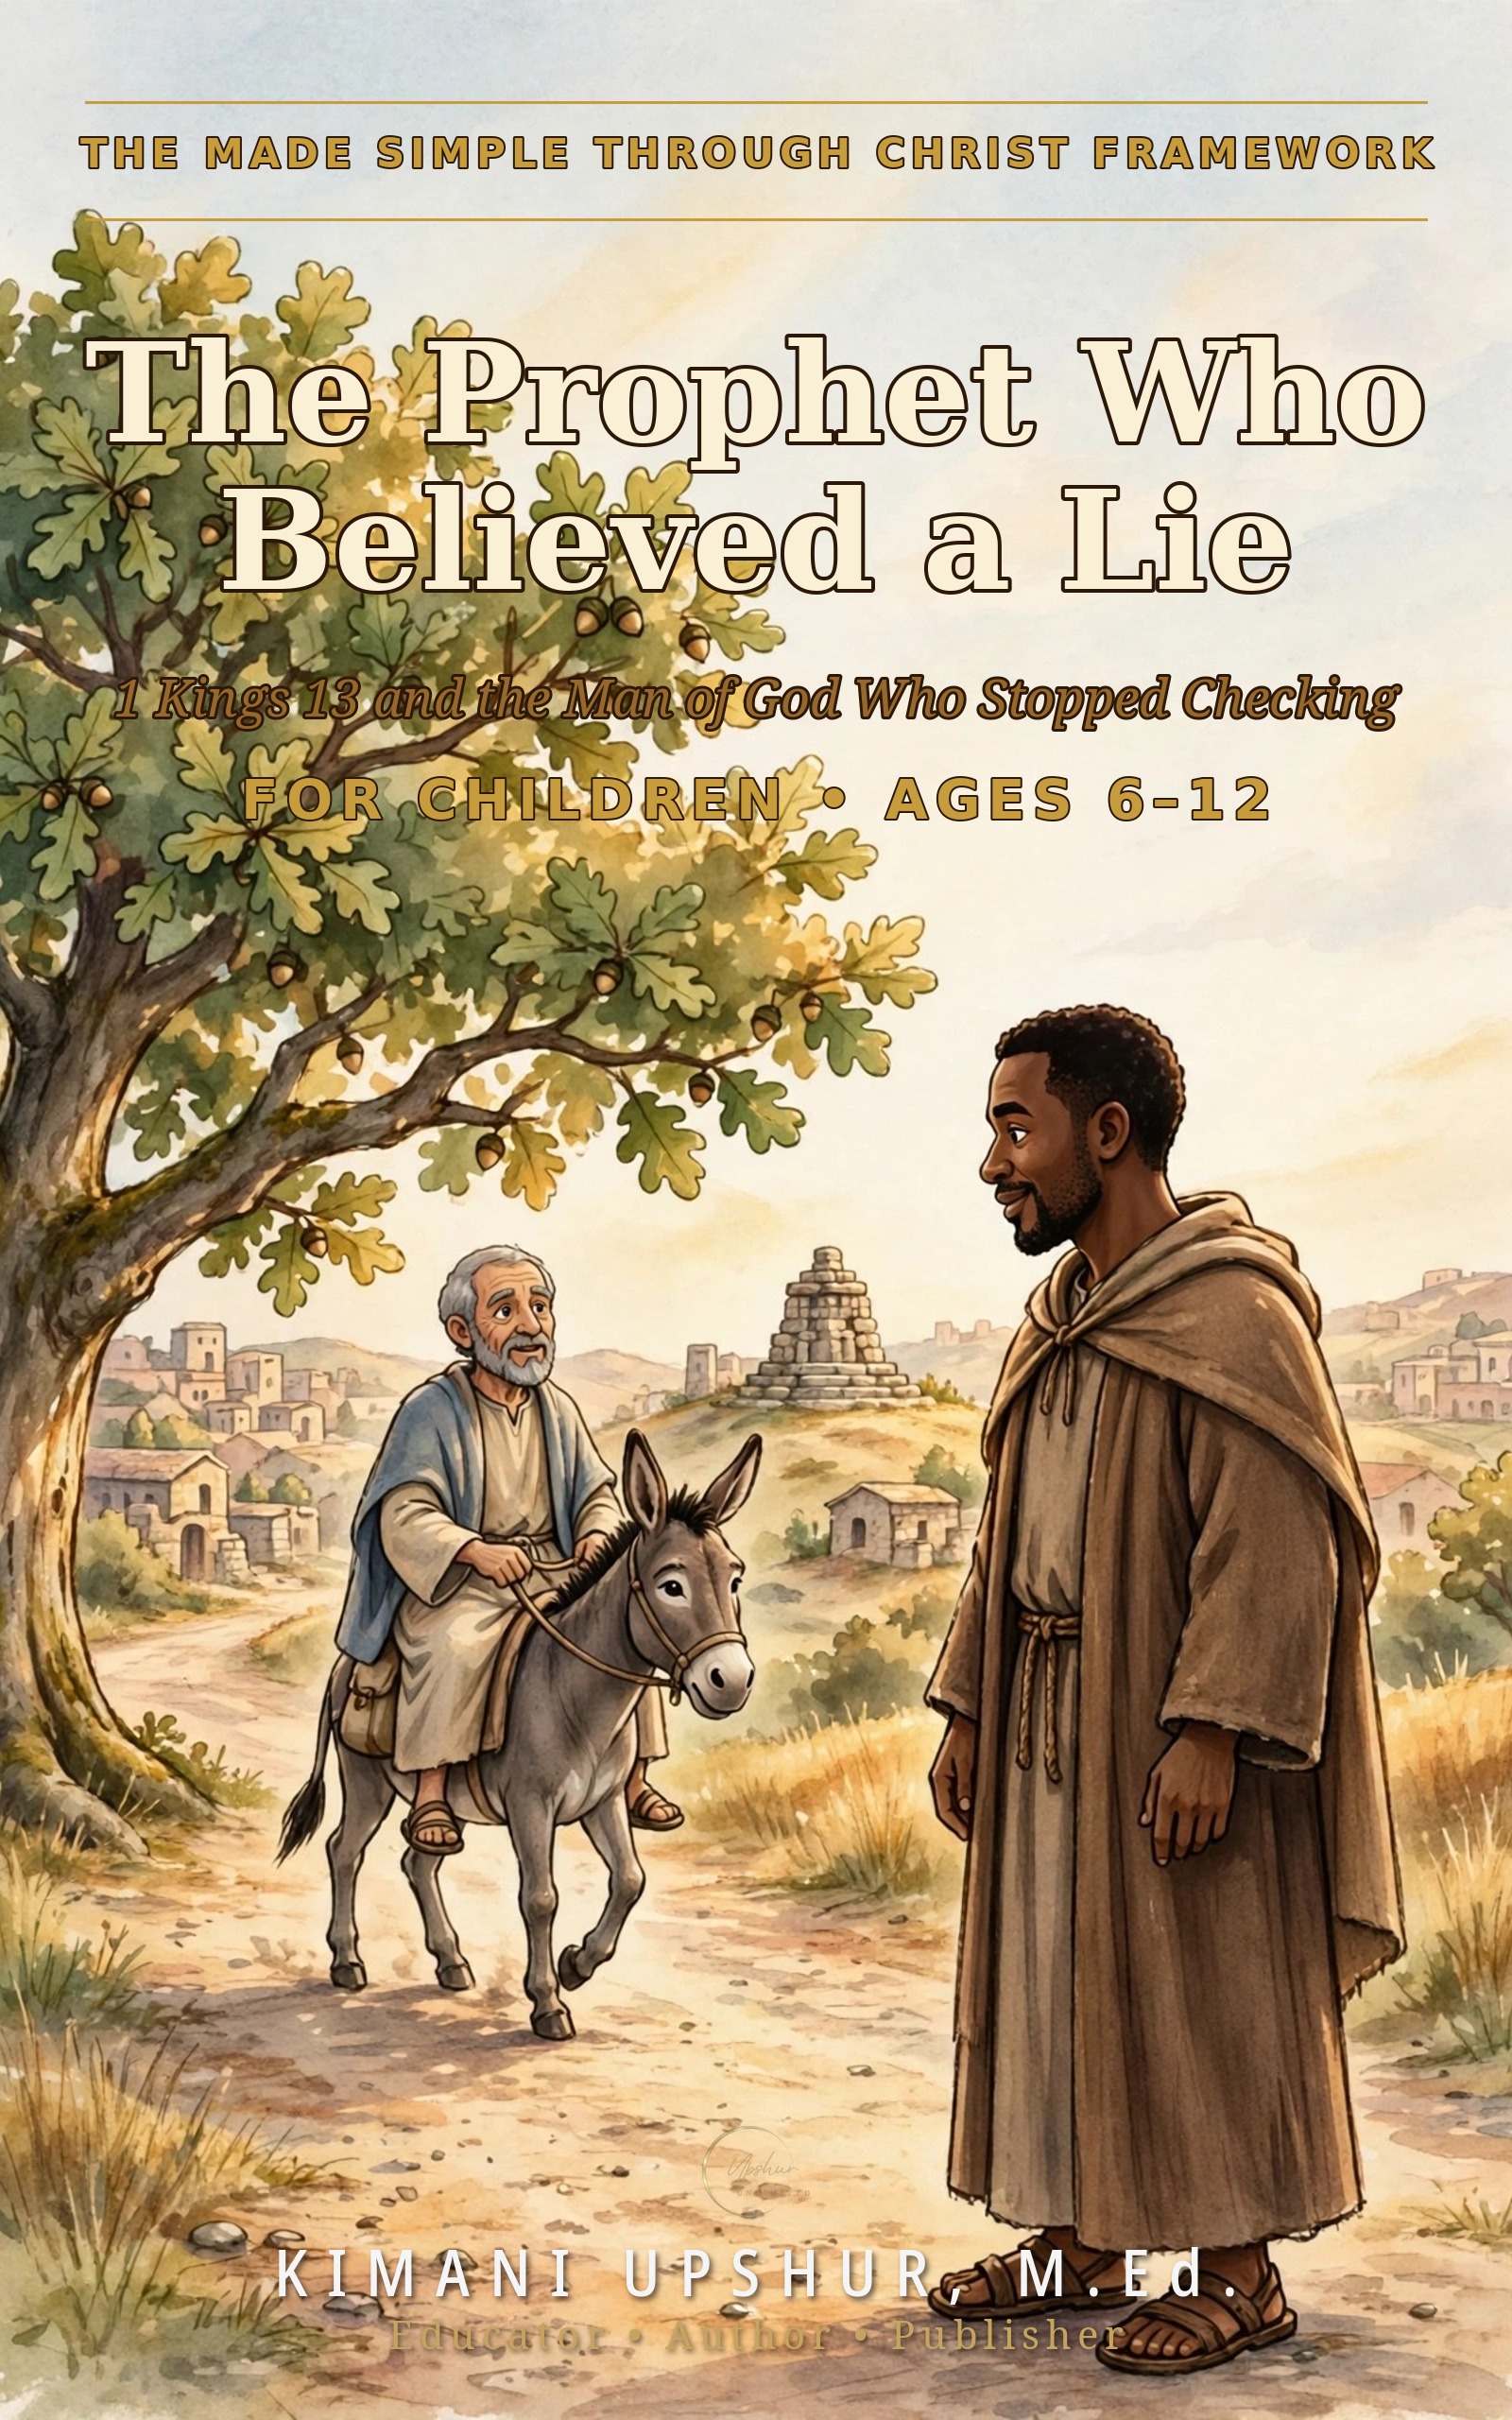 THE MADE SIMPLE THROUGH CHRIST FRAMEWORK
The Prophet Who
Believed a Lie
1 Kings 13 and the Man of God Who Stopped Checking
FOR CHILDREN • AGES 6–12
Upshur
KIMANI UPSHUR, M.Ed.
Educator • Author • Publisher